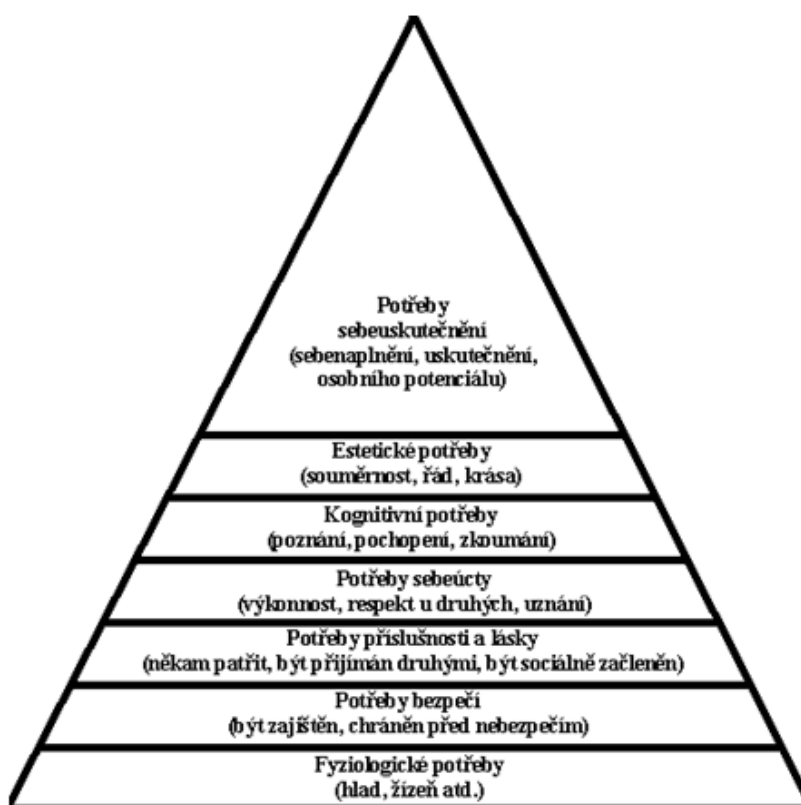 Potřeby
sebeuskutečnění
(sebenaplnění, uskutečnění,
osobního potenciálu)
Estetické potřeby
(souměrnost, řád, krása)
Kognitivní potřeby
(poznání, pochopení, zkoumání)
Potřeby sebeúcty
(výkonnost, respekt u druhých, uznání)
Potřeby příslušnosti a lásky
(někam patřit, být přijímán druhými, být sociálně začleněn)
Potřeby bezpečí
(být zajištěn, chráněn před nebezpečím)
Fyziologické potřeby
(hlad, žízeň atd.)